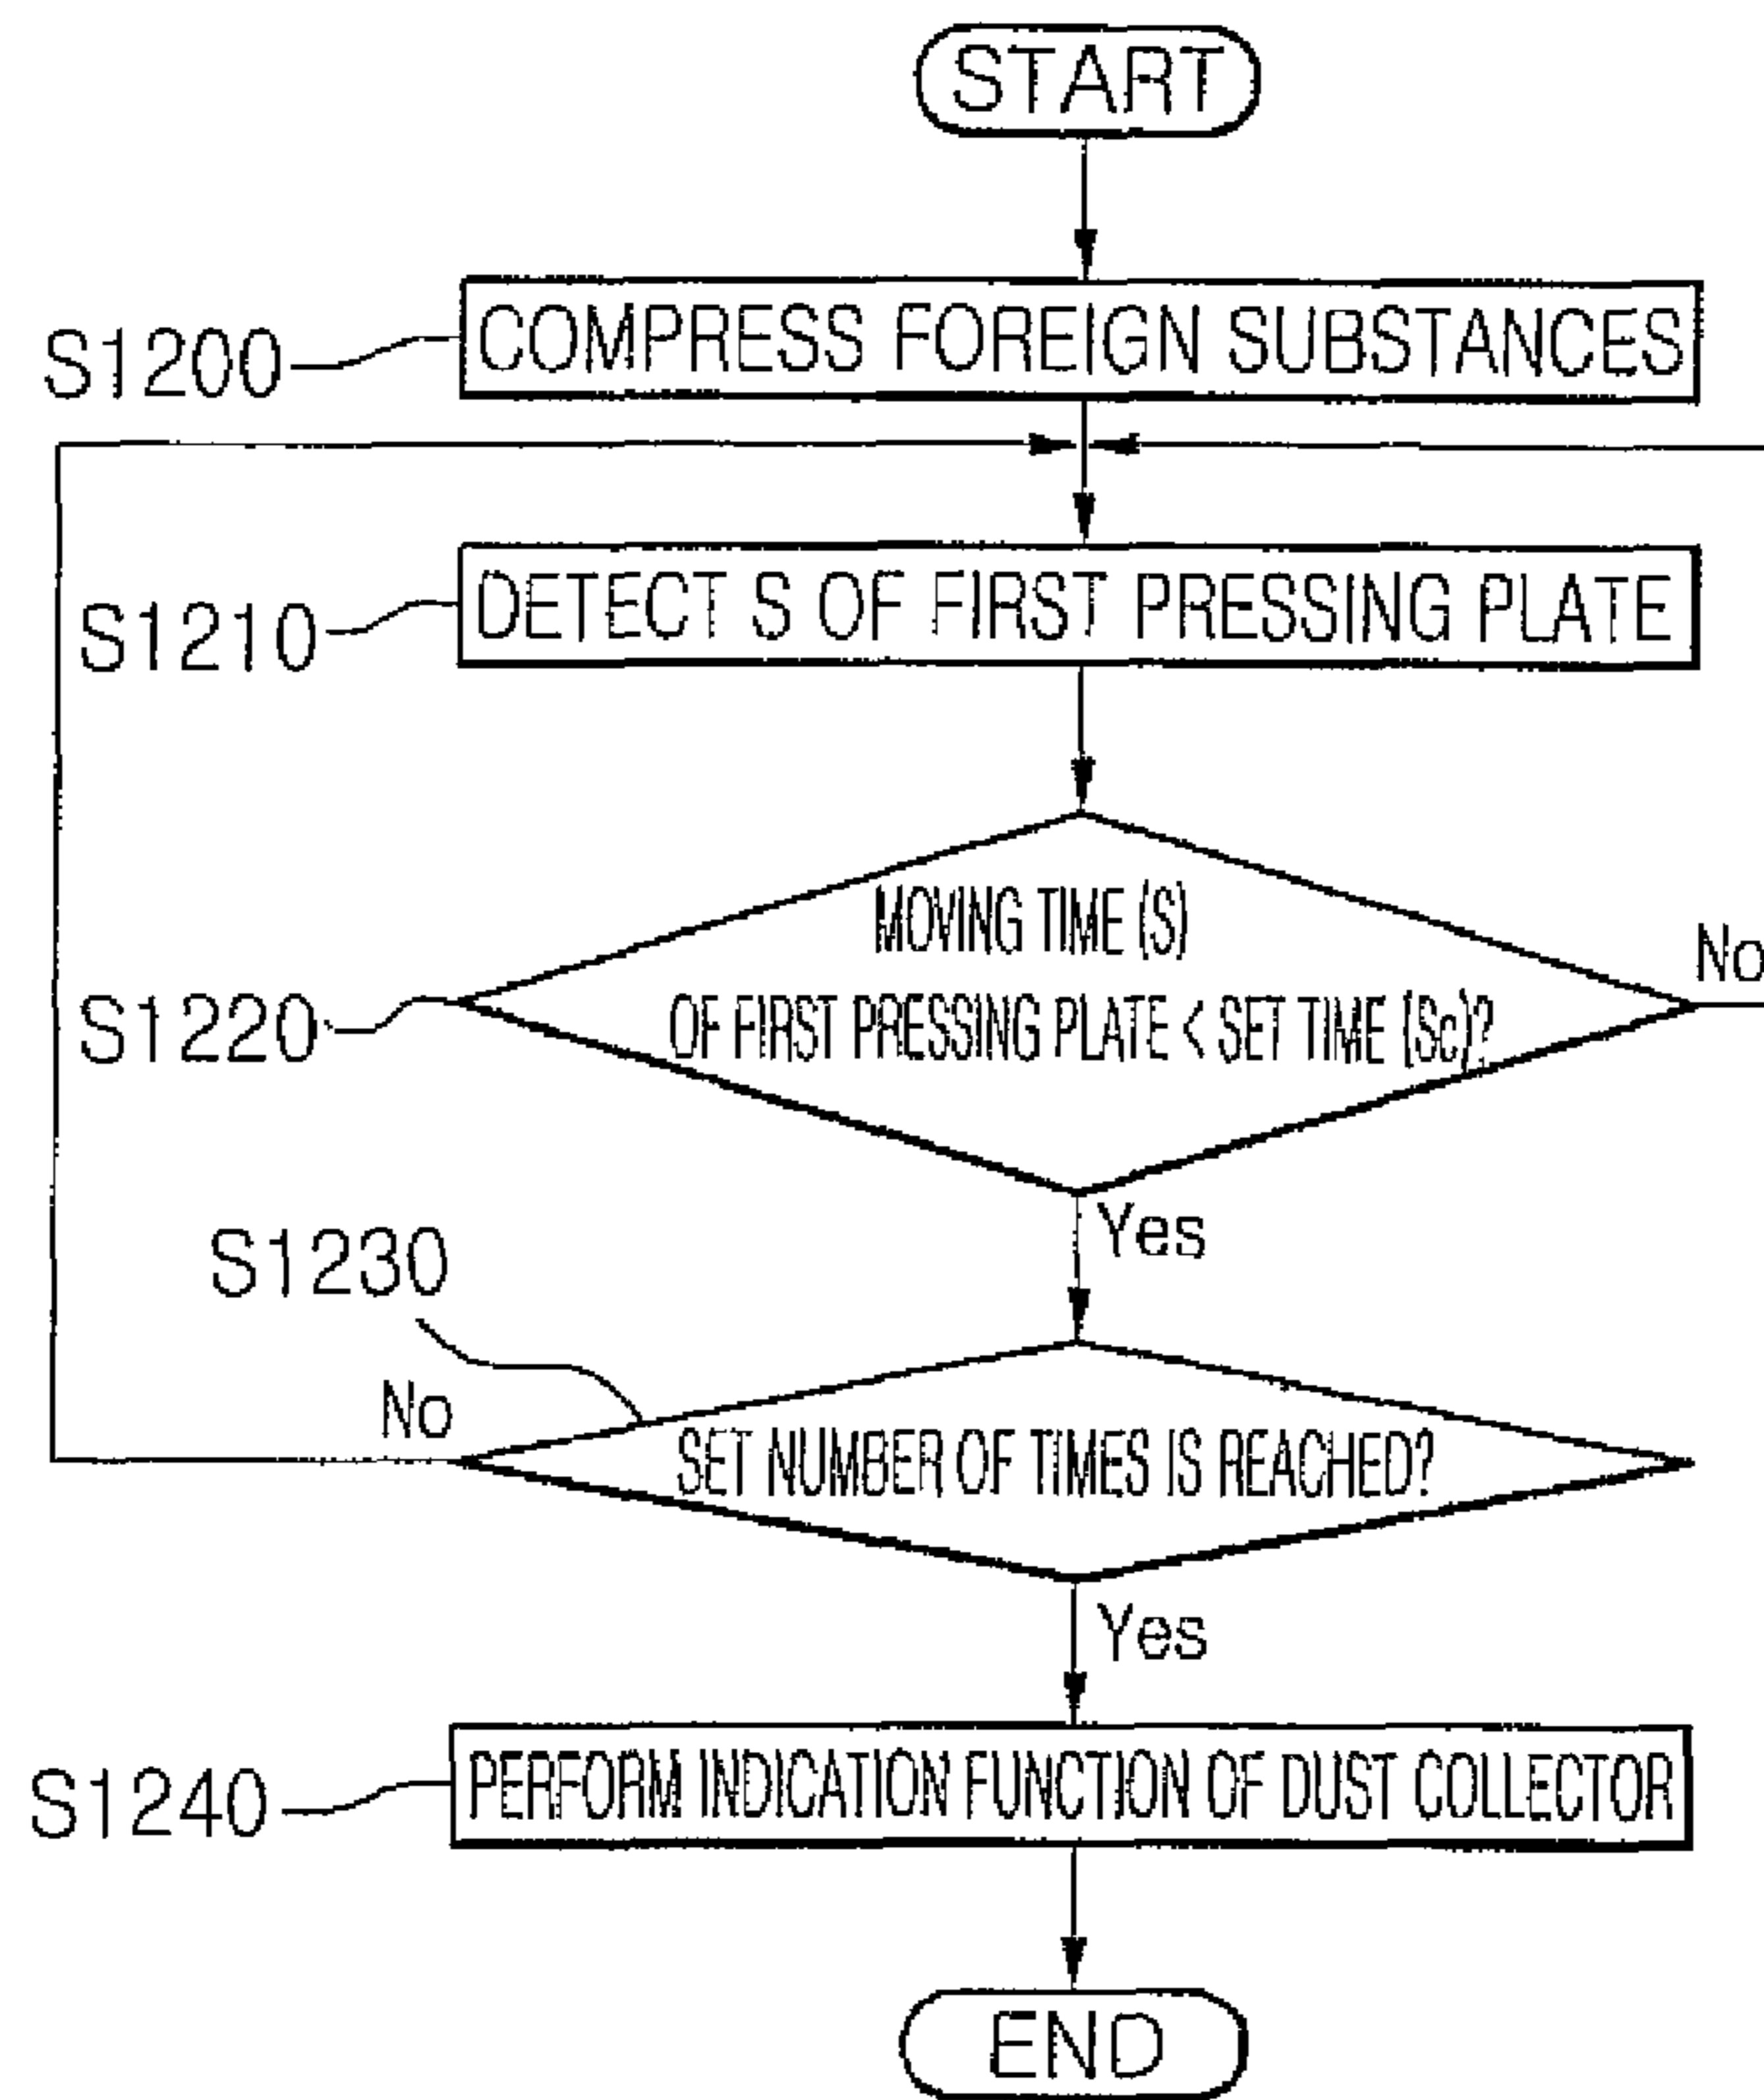 START
S1200
COMPRESS FOREIGN SUBSTANCES
S1210
DETECT S OF FIRST PRESSING PLATE
MOVING TIME (S)
No
S1220
OF FIRST PRESSING PLATE < SET TIME (Sc)?
Yes
S1230
No
SET NUMBER OF TIMES IS REACHED?
Yes
S1240
PERFORM INDICATION FUNCTION OF DUST COLLECTOR
END